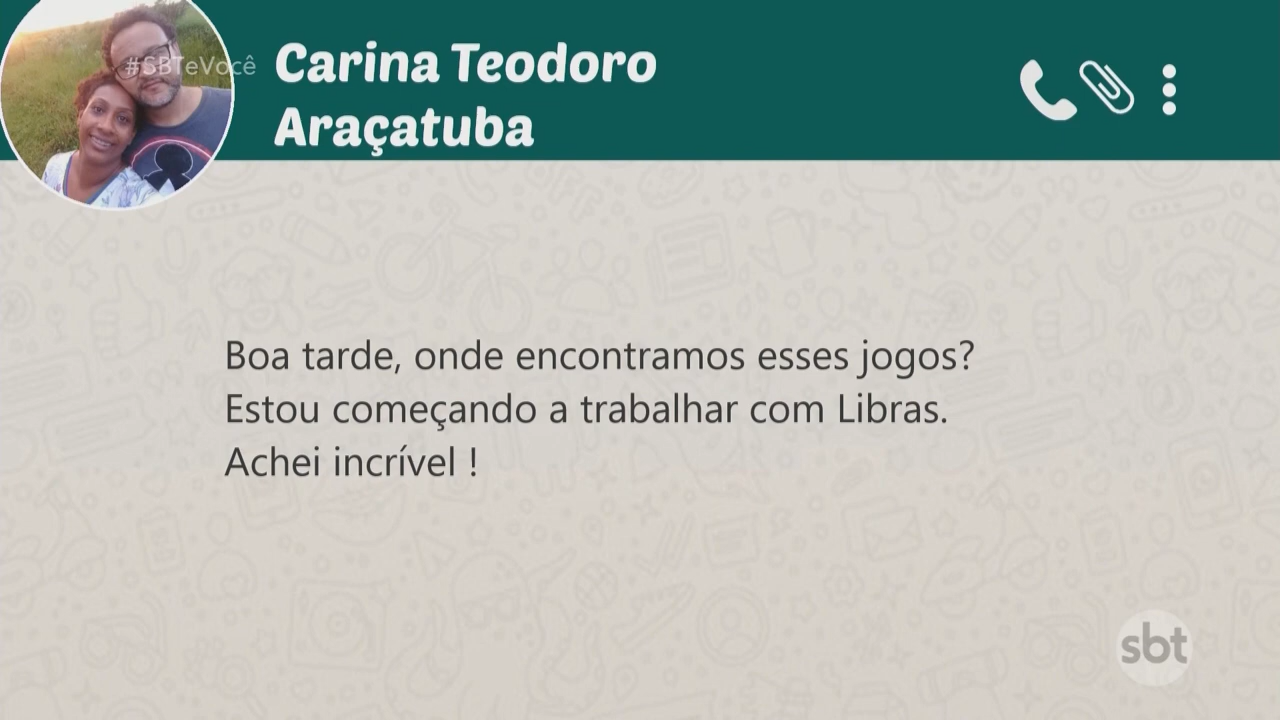 #SBTeVocê
Carina Teodoro
Araçatuba
Boa tarde, onde encontramos esses jogos?
Estou começando a trabalhar com Libras.
Achei incrível !
sbt